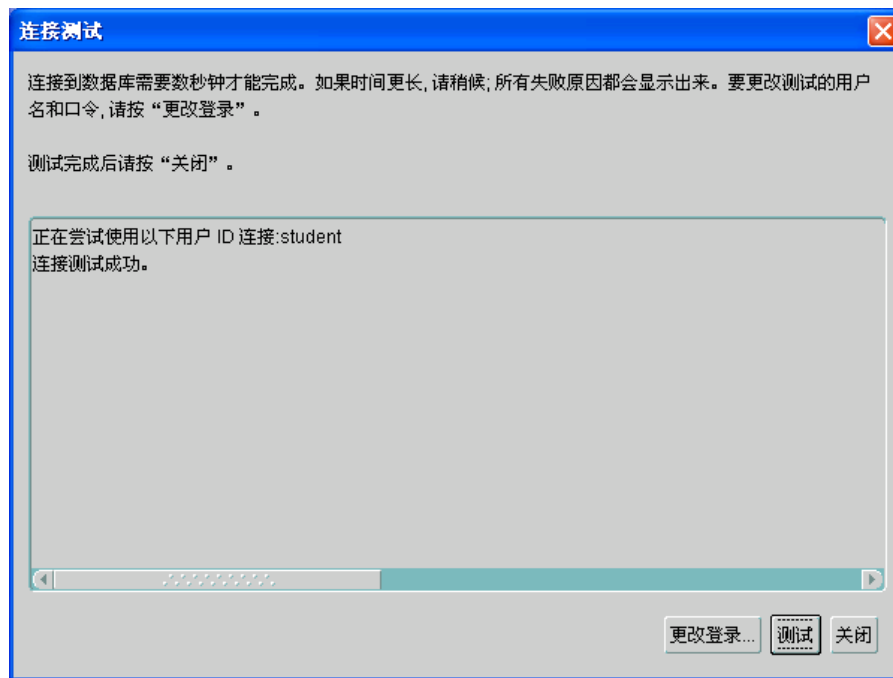 连接测试
连接到数据库需要数秒钟才能完成。如果时间更长,请稍候;所有失败原因都会显示出来。要更改测试的用户
名和口令,请按“更改登录”。
测试完成后请按“关闭”。
正在尝试使用以下用户 ID 连接:student
连接测试成功。
更改登录... 测试 关闭